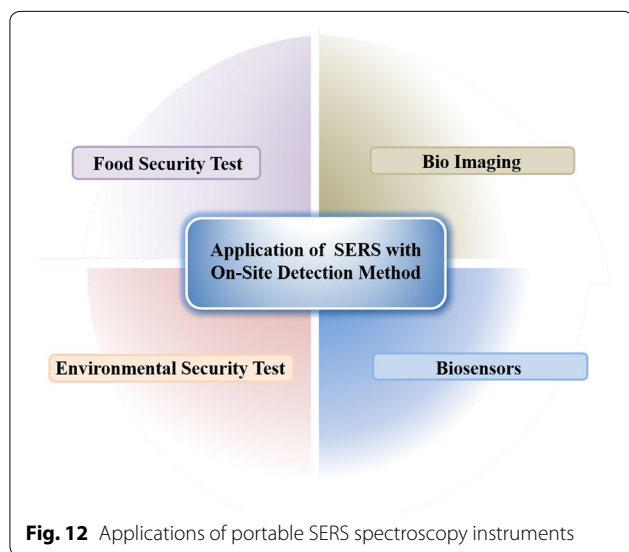 Food Security Test
Bio Imaging
Application of SERS with
On-Site Detection Method
Environmental Security Test
Biosensors
Fig. 12 Applications of portable SERS spectroscopy instruments